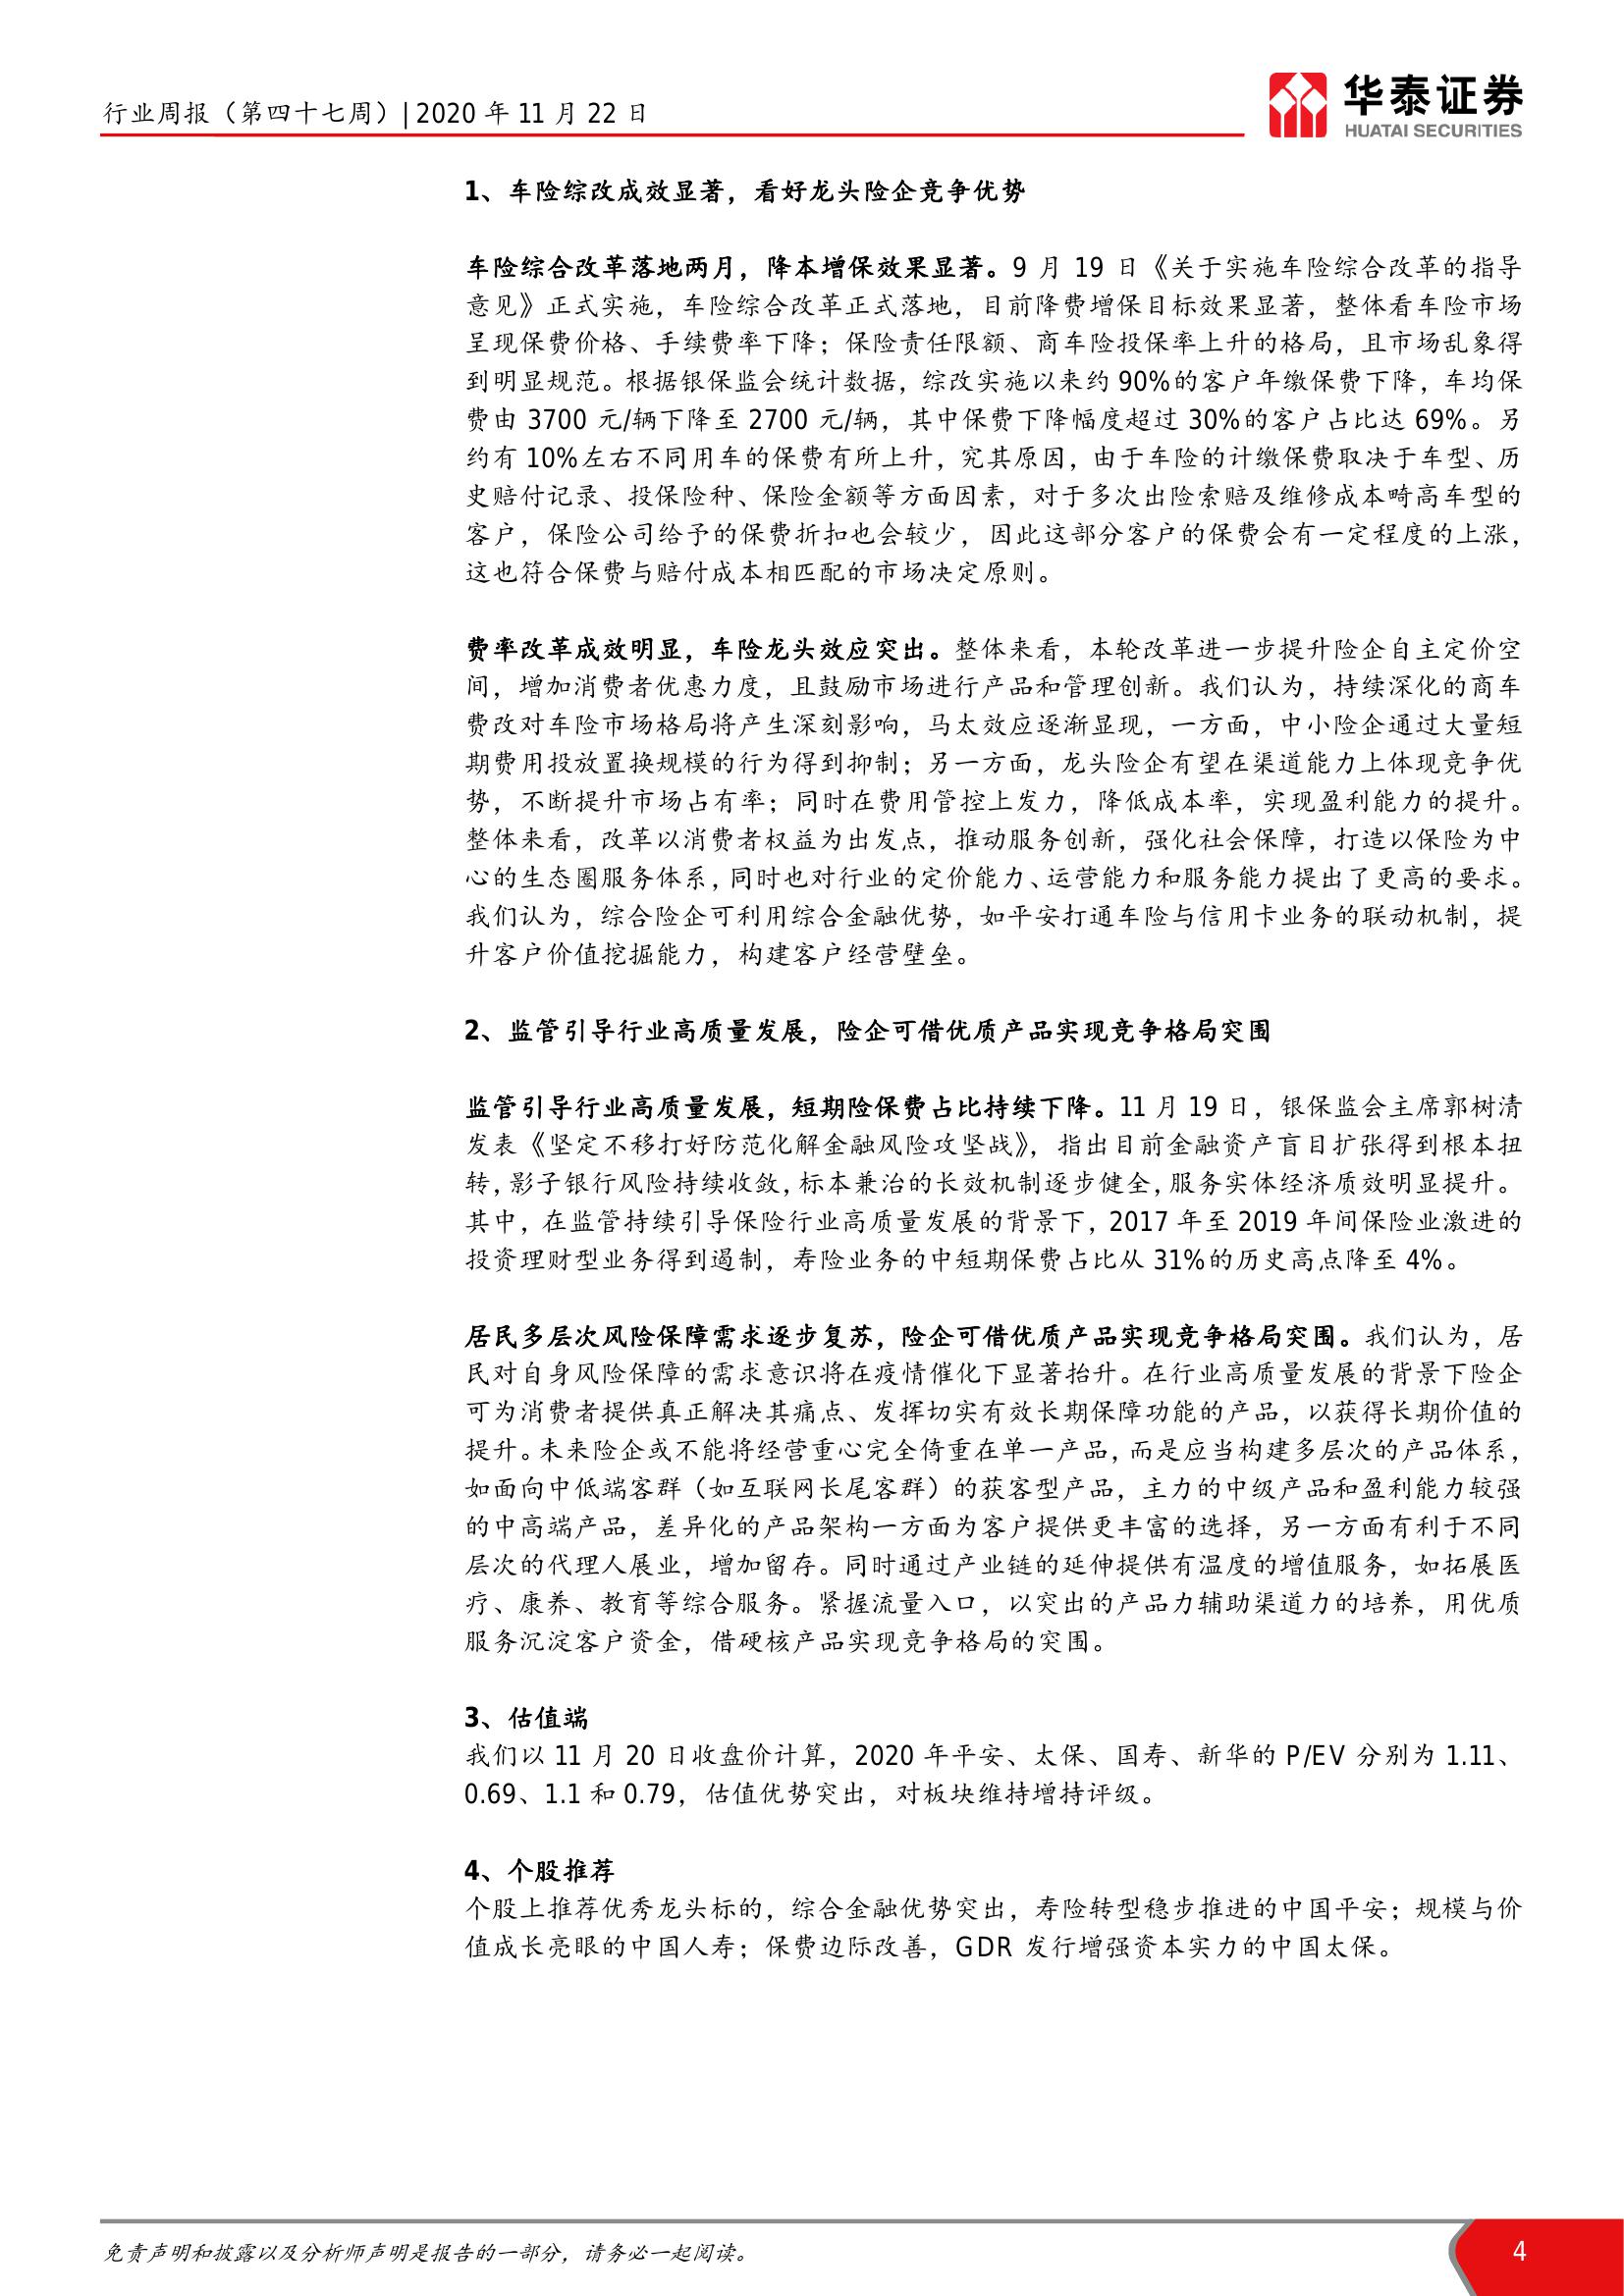 行业周报（第四十七周）| 2020 年 11 月 22 日
华泰证券
HUATAI SECURITIES
1、车险综改成效显著，看好龙头险企竞争优势
车险综合改革落地两月，降本增保效果显著。9 月 19 日《关于实施车险综合改革的指导
意见》正式实施，车险综合改革正式落地，目前降费增保目标效果显著，整体看车险市场
呈现保费价格、手续费率下降；保险责任限额、商车险投保率上升的格局，且市场乱象得
到明显规范。根据银保监会统计数据，综改实施以来约 90%的客户年缴保费下降，车均保
费由 3700 元/辆下降至 2700 元/辆，其中保费下降幅度超过 30%的客户占比达 69%。另
约有 10%左右不同用车的保费有所上升，究其原因，由于车险的计缴保费取决于车型、历
史赔付记录、投保险种、保险金额等方面因素，对于多次出险索赔及维修成本畸高车型的
客户，保险公司给予的保费折扣也会较少，因此这部分客户的保费会有一定程度的上涨，
这也符合保费与赔付成本相匹配的市场决定原则。
费率改革成效明显，车险龙头效应突出。整体来看，本轮改革进一步提升险企自主定价空
间，增加消费者优惠力度，且鼓励市场进行产品和管理创新。我们认为，持续深化的商车
费改对车险市场格局将产生深刻影响，马太效应逐渐显现，一方面，中小险企通过大量短
期费用投放置换规模的行为得到抑制；另一方面，龙头险企有望在渠道能力上体现竞争优
势，不断提升市场占有率；同时在费用管控上发力，降低成本率，实现盈利能力的提升。
整体来看，改革以消费者权益为出发点，推动服务创新，强化社会保障，打造以保险为中
心的生态圈服务体系，同时也对行业的定价能力、运营能力和服务能力提出了更高的要求。
我们认为，综合险企可利用综合金融优势，如平安打通车险与信用卡业务的联动机制，提
升客户价值挖掘能力，构建客户经营壁垒。
2、监管引导行业高质量发展，险企可借优质产品实现竞争格局突围
监管引导行业高质量发展，短期险保费占比持续下降。11 月 19 日，银保监会主席郭树清
发表《坚定不移打好防范化解金融风险攻坚战》，指出目前金融资产盲目扩张得到根本扭
转，影子银行风险持续收敛，标本兼治的长效机制逐步健全，服务实体经济质效明显提升。
其中，在监管持续引导保险行业高质量发展的背景下，2017 年至 2019 年间保险业激进的
投资理财型业务得到遏制，寿险业务的中短期保费占比从 31%的历史高点降至 4%。
居民多层次风险保障需求逐步复苏，险企可借优质产品实现竞争格局突围。我们认为，居
民对自身风险保障的需求意识将在疫情催化下显著抬升。在行业高质量发展的背景下险企
可为消费者提供真正解决其痛点、发挥切实有效长期保障功能的产品，以获得长期价值的
提升。未来险企或不能将经营重心完全倚重在单一产品，而是应当构建多层次的产品体系，
如面向中低端客群（如互联网长尾客群）的获客型产品，主力的中级产品和盈利能力较强
的中高端产品，差异化的产品架构一方面为客户提供更丰富的选择，另一方面有利于不同
层次的代理人展业，增加留存。同时通过产业链的延伸提供有温度的增值服务，如拓展医
疗、康养、教育等综合服务。紧握流量入口，以突出的产品力辅助渠道力的培养，用优质
服务沉淀客户资金，借硬核产品实现竞争格局的突围。
3、估值端
我们以 11 月 20 日收盘价计算，2020 年平安、太保、国寿、新华的 P/EV 分别为 1.11、
0.69、1.1 和 0.79，估值优势突出，对板块维持增持评级。
4、个股推荐
个股上推荐优秀龙头标的，综合金融优势突出，寿险转型稳步推进的中国平安；规模与价
值成长亮眼的中国人寿；保费边际改善，GDR 发行增强资本实力的中国太保。
免责声明和披露以及分析师声明是报告的一部分，请务必一起阅读。
4